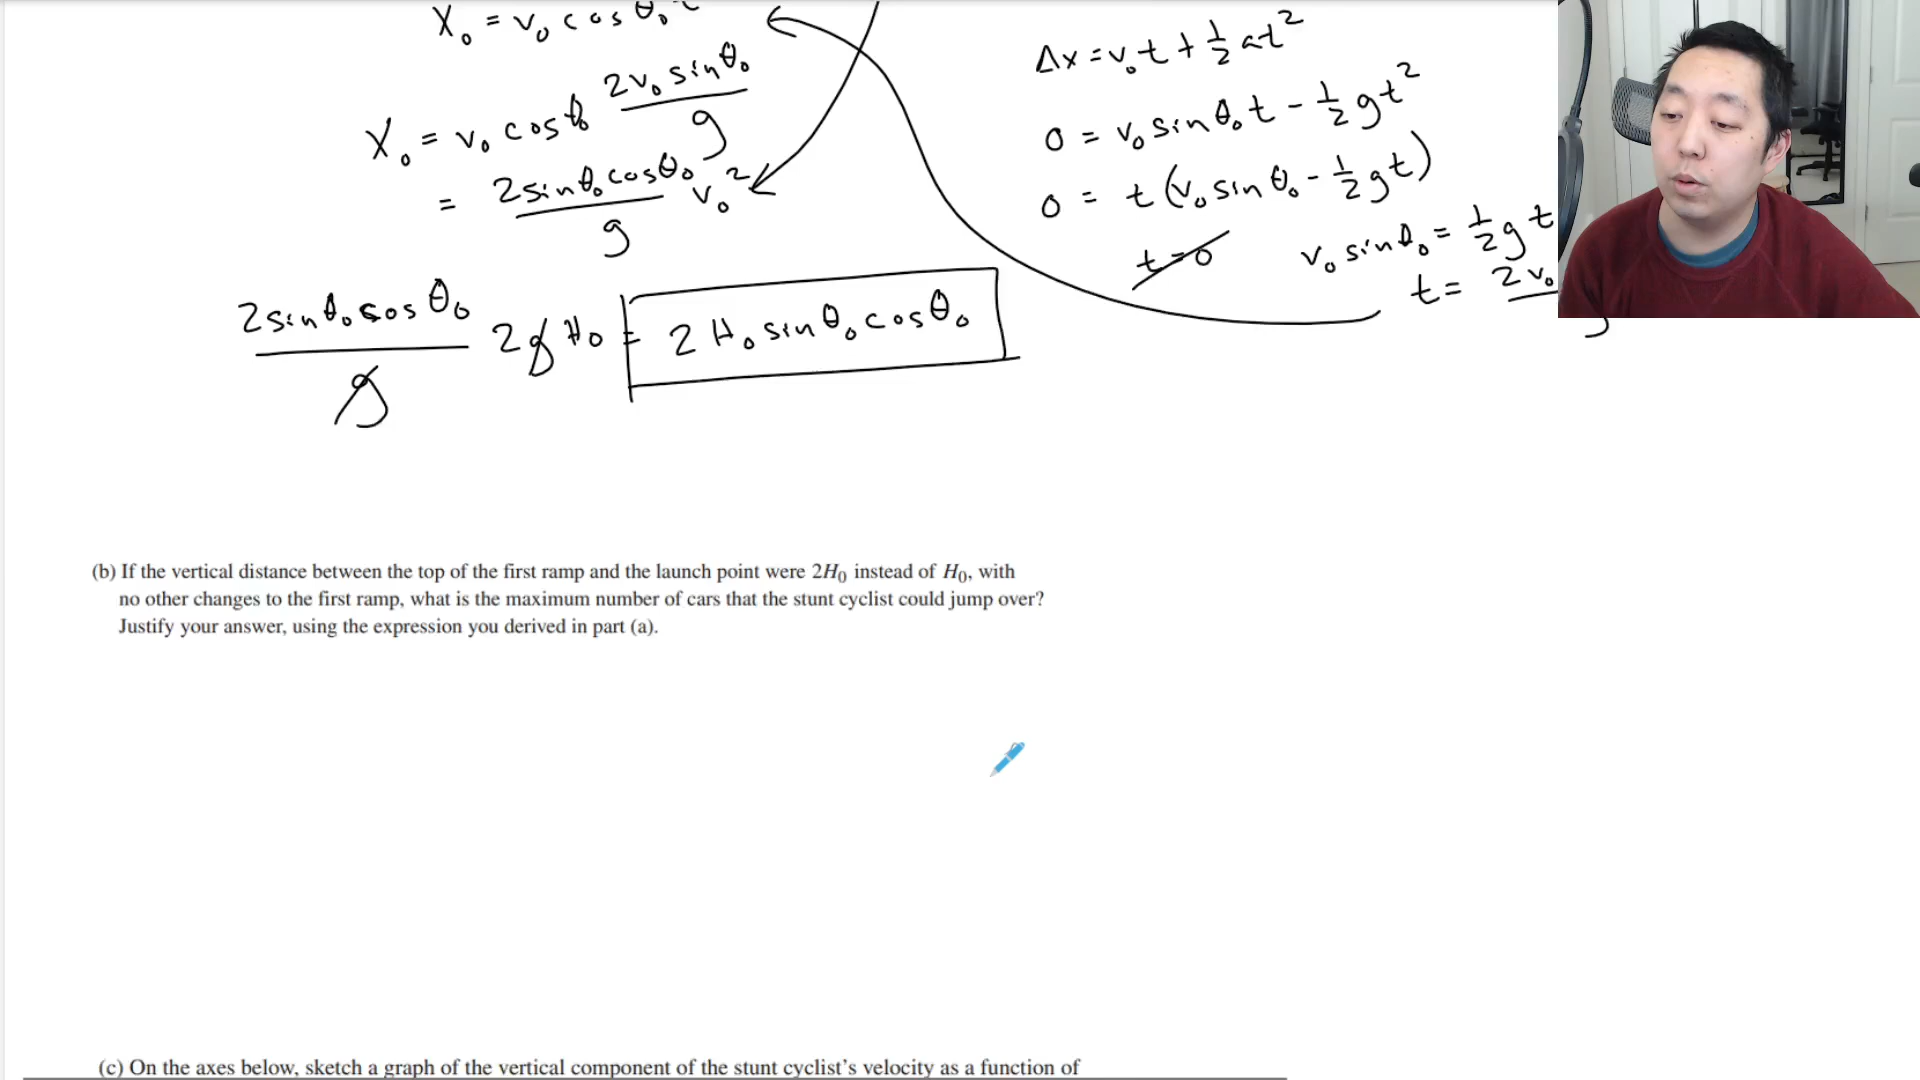 X₀ = v₀ cos θ₀ t
X₀ = v₀ cos θ₀ 2v₀ sin θ₀ / g
= 2 sin θ₀ cos θ₀ / g v₀²
2 sin θ₀ cos θ₀ / g 2g H₀ = 2 H₀ sin θ₀ cos θ₀
Δx = v₀t + ½ at²
0 = v₀ sin θ₀ t - ½ gt²
0 = t (v₀ sin θ₀ - ½ gt)
t = 0 v₀ sin θ₀ = ½ gt
t = 2 v₀ / g
(b) If the vertical distance between the top of the first ramp and the launch point were 2H₀ instead of H₀, with
no other changes to the first ramp, what is the maximum number of cars that the stunt cyclist could jump over?
Justify your answer, using the expression you derived in part (a).
(c) On the axes below, sketch a graph of the vertical component of the stunt cyclist's velocity as a function of